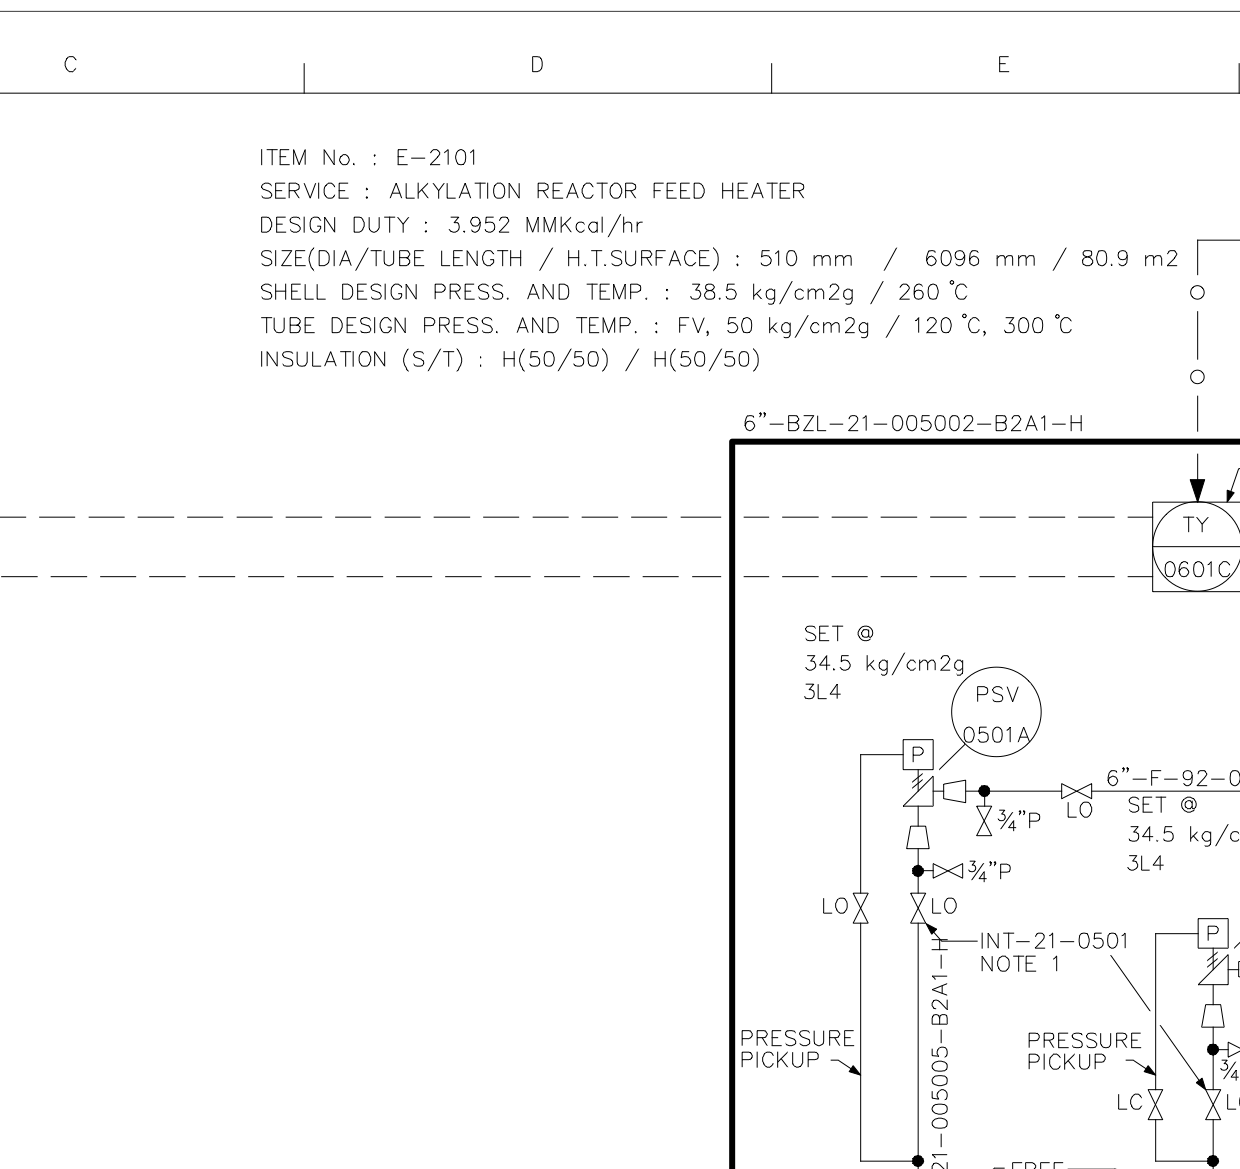 C
D
E
ITEM No. : E-2101
SERVICE : ALKYLATION REACTOR FEED HEATER
DESIGN DUTY : 3.952 MMKcal/hr
SIZE(DIA/TUBE LENGTH / H.T.SURFACE) : 510 mm / 6096 mm / 80.9 m2
SHELL DESIGN PRESS. AND TEMP. : 38.5 kg/cm2g / 260 °C
TUBE DESIGN PRESS. AND TEMP. : FV, 50 kg/cm2g / 120 °C, 300 °C
INSULATION (S/T) : H(50/50) / H(50/50)
6"-BZL-21-005002-B2A1-H
TY
0601C
SET @
34.5 kg/cm2g
3L4
PSV
0501A
P
6"-F-92-0
LO
SET @
34.5 kg/c
3L4
¾"P
¾"P
LO
LO
INT-21-0501
NOTE 1
P
21-005005-B2A1-H
PRESSURE
PICKUP
PRESSURE
PICKUP
¾
LC
L
FREE